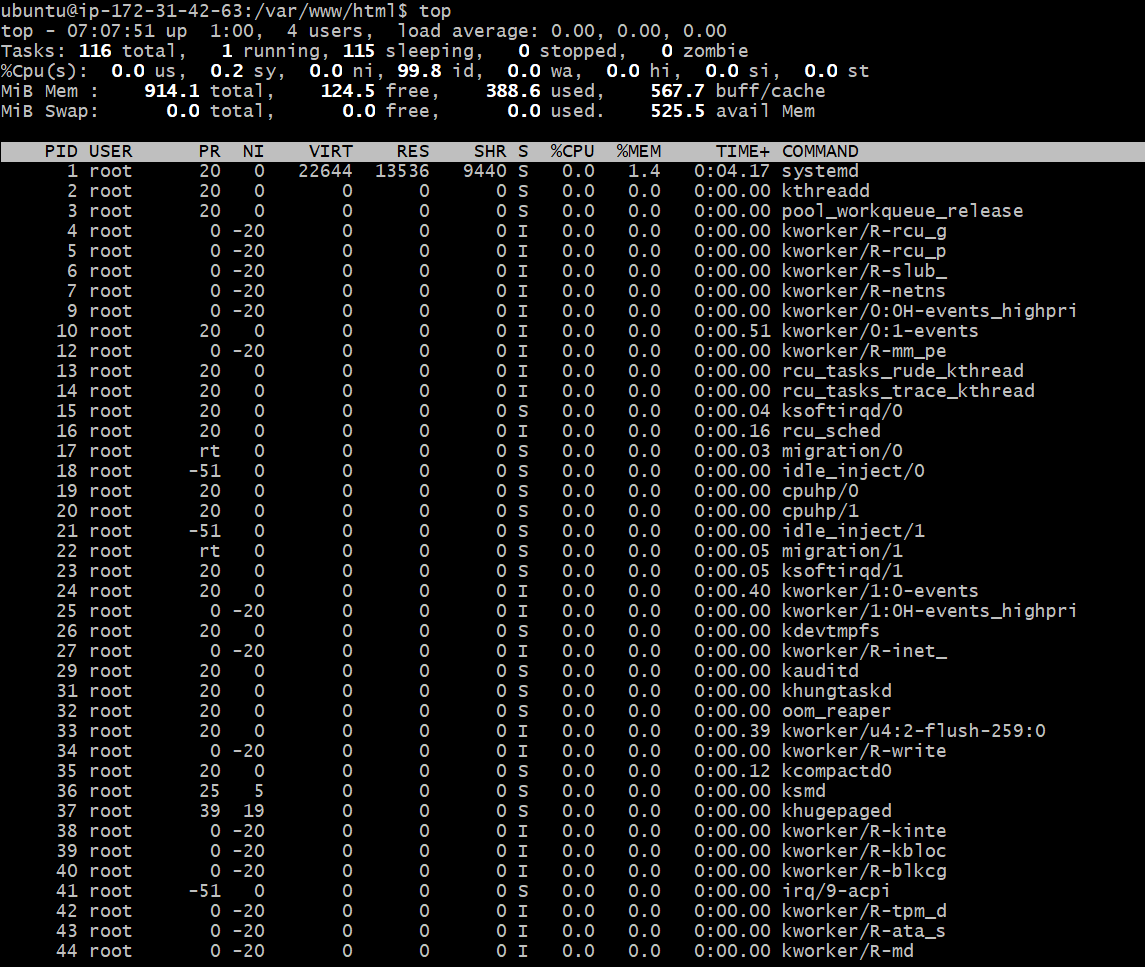 ubuntu@ip-172-31-42-63:/var/www/html$ top
top - 07:07:51 up  1:00,  4 users,  load average: 0.00, 0.00, 0.00
Tasks: 116 total,   1 running, 115 sleeping,   0 stopped,   0 zombie
%Cpu(s):  0.0 us,  0.2 sy,  0.0 ni, 99.8 id,  0.0 wa,  0.0 hi,  0.0 si,  0.0 st
MiB Mem :    914.1 total,    124.5 free,    388.6 used,    567.7 buff/cache
MiB Swap:      0.0 total,      0.0 free,      0.0 used.    525.5 avail Mem
PID USER      PR  NI    VIRT    RES    SHR S  %CPU  %MEM     TIME+ COMMAND
1 root      20   0   22644  13536   9440 S   0.0   1.4   0:04.17 systemd
2 root      20   0       0      0      0 S   0.0   0.0   0:00.00 kthreadd
3 root      20   0       0      0      0 S   0.0   0.0   0:00.00 pool_workqueue_release
4 root       0 -20       0      0      0 I   0.0   0.0   0:00.00 kworker/R-rcu_g
5 root       0 -20       0      0      0 I   0.0   0.0   0:00.00 kworker/R-rcu_p
6 root       0 -20       0      0      0 I   0.0   0.0   0:00.00 kworker/R-slub_
7 root       0 -20       0      0      0 I   0.0   0.0   0:00.00 kworker/R-netns
9 root       0 -20       0      0      0 I   0.0   0.0   0:00.00 kworker/0:0H-events_highpri
10 root      20   0       0      0      0 I   0.0   0.0   0:00.51 kworker/0:1-events
12 root       0 -20       0      0      0 I   0.0   0.0   0:00.00 kworker/R-mm_pe
13 root      20   0       0      0      0 I   0.0   0.0   0:00.00 rcu_tasks_rude_kthread
14 root      20   0       0      0      0 I   0.0   0.0   0:00.00 rcu_tasks_trace_kthread
15 root      20   0       0      0      0 S   0.0   0.0   0:00.04 ksoftirqd/0
16 root      20   0       0      0      0 I   0.0   0.0   0:00.16 rcu_sched
17 root      rt   0       0      0      0 S   0.0   0.0   0:00.03 migration/0
18 root     -51   0       0      0      0 S   0.0   0.0   0:00.00 idle_inject/0
19 root      20   0       0      0      0 S   0.0   0.0   0:00.00 cpuhp/0
20 root      20   0       0      0      0 S   0.0   0.0   0:00.00 cpuhp/1
21 root     -51   0       0      0      0 S   0.0   0.0   0:00.00 idle_inject/1
22 root      rt   0       0      0      0 S   0.0   0.0   0:00.05 migration/1
23 root      20   0       0      0      0 S   0.0   0.0   0:00.05 ksoftirqd/1
24 root      20   0       0      0      0 I   0.0   0.0   0:00.40 kworker/1:0-events
25 root       0 -20       0      0      0 I   0.0   0.0   0:00.00 kworker/1:0H-events_highpri
26 root      20   0       0      0      0 S   0.0   0.0   0:00.00 kdevtmpfs
27 root       0 -20       0      0      0 I   0.0   0.0   0:00.00 kworker/R-inet_
29 root      20   0       0      0      0 S   0.0   0.0   0:00.00 kauditd
31 root      20   0       0      0      0 S   0.0   0.0   0:00.00 khungtaskd
32 root      20   0       0      0      0 S   0.0   0.0   0:00.00 oom_reaper
33 root      20   0       0      0      0 I   0.0   0.0   0:00.39 kworker/u4:2-flush-259:0
34 root       0 -20       0      0      0 I   0.0   0.0   0:00.00 kworker/R-write
35 root      20   0       0      0      0 S   0.0   0.0   0:00.12 kcompactd0
36 root      25   5       0      0      0 S   0.0   0.0   0:00.00 ksmd
37 root      39  19       0      0      0 S   0.0   0.0   0:00.00 khugepaged
38 root       0 -20       0      0      0 I   0.0   0.0   0:00.00 kworker/R-kinte
39 root       0 -20       0      0      0 I   0.0   0.0   0:00.00 kworker/R-kbloc
40 root       0 -20       0      0      0 I   0.0   0.0   0:00.00 kworker/R-blkcg
41 root     -51   0       0      0      0 S   0.0   0.0   0:00.00 irq/9-acpi
42 root       0 -20       0      0      0 I   0.0   0.0   0:00.00 kworker/R-tpm_d
43 root       0 -20       0      0      0 I   0.0   0.0   0:00.00 kworker/R-ata_s
44 root       0 -20       0      0      0 I   0.0   0.0   0:00.00 kworker/R-md